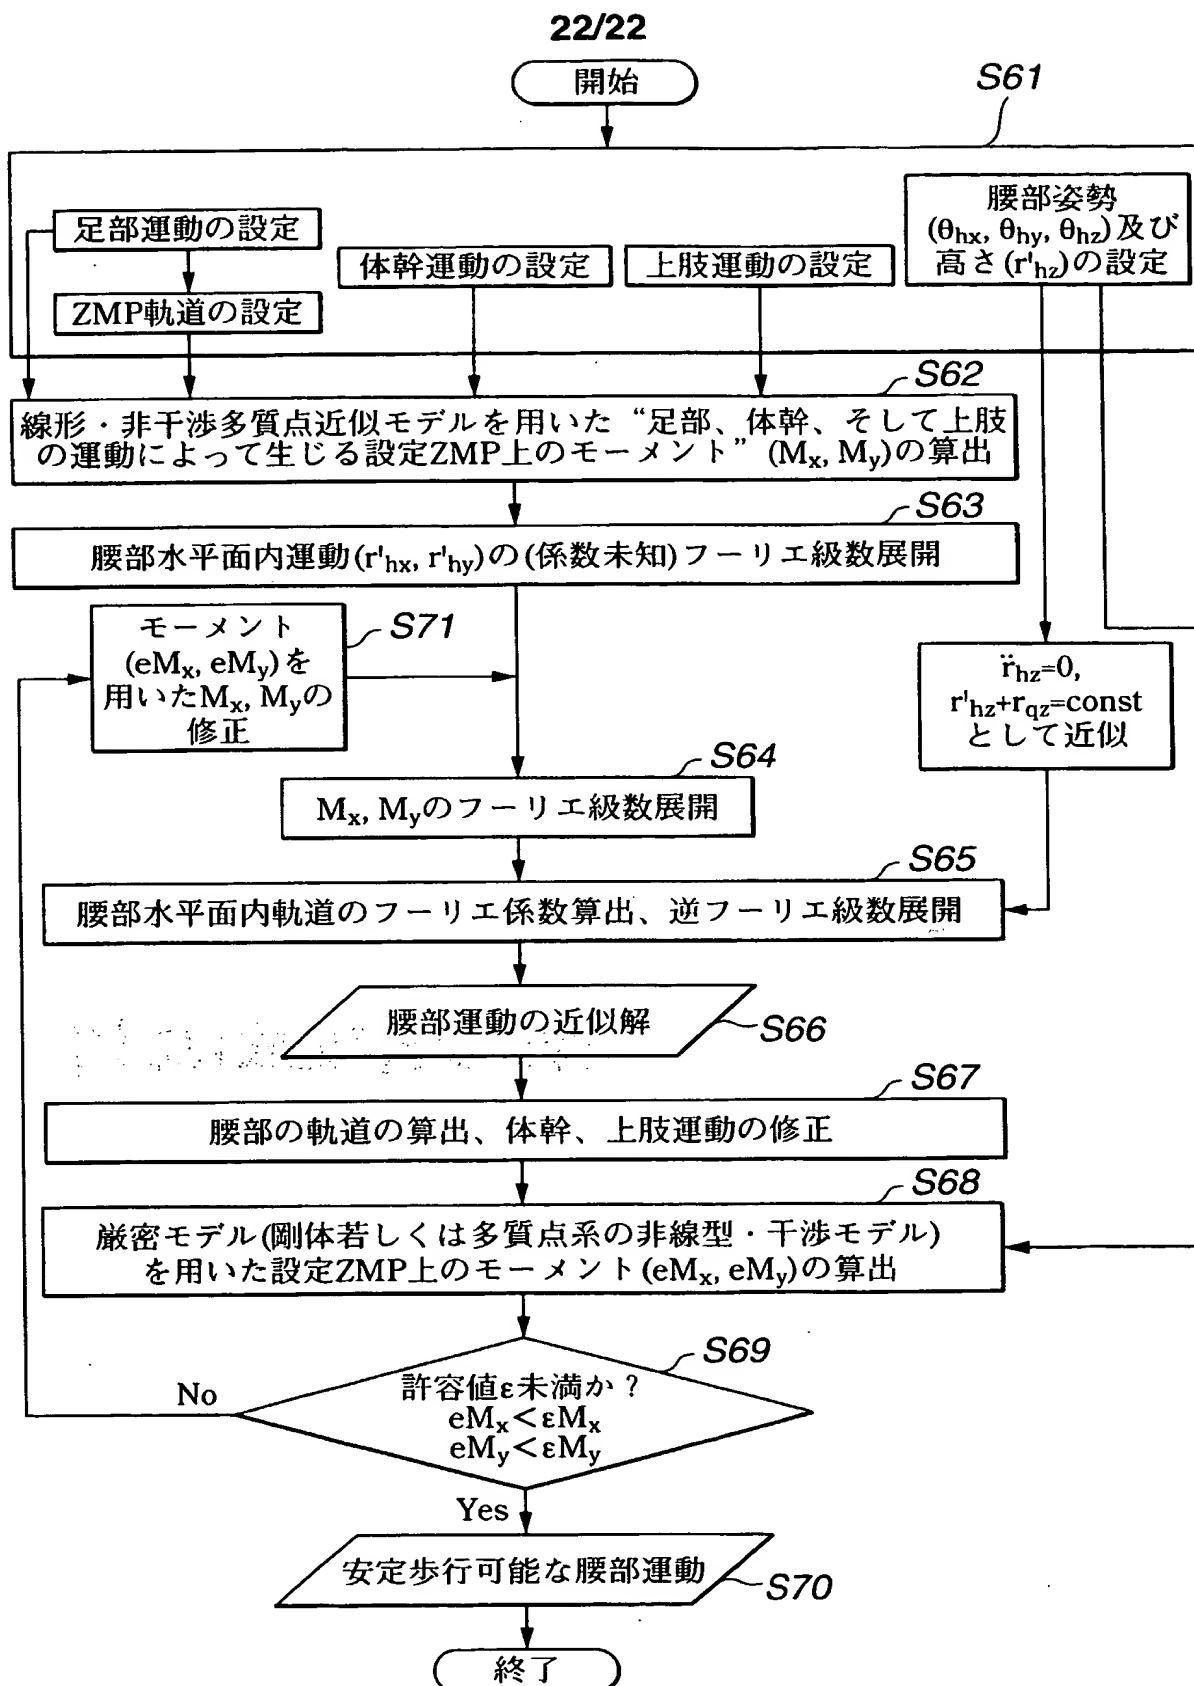 22/22
開始
S61
足部運動の設定
ZMP軌道の設定
体幹運動の設定
上肢運動の設定
腰部姿勢
(θhx, θhy, θhz)及び
高さ(r'hz)の設定
S62
線形・非干渉多質点近似モデルを用いた“足部、体幹、そして上肢
の運動によって生じる設定ZMP上のモーメント”(Mx, My)の算出
S63
腰部水平面内運動(r'hx, r'hy)の(係数未知)フーリエ級数展開
S71
モーメント
(eMx, eMy)を
用いたMx, Myの
修正
r̈hz=0,
r'hz+rqz=const
として近似
S64
Mx, Myのフーリエ級数展開
S65
腰部水平面内軌道のフーリエ係数算出、逆フーリエ級数展開
腰部運動の近似解
S66
S67
腰部の軌道の算出、体幹、上肢運動の修正
S68
厳密モデル(剛体若しくは多質点系の非線型・干渉モデル)
を用いた設定ZMP上のモーメント(eMx, eMy)の算出
S69
許容値ε未満か？
eMx<εMx
eMy<εMy
No
Yes
安定歩行可能な腰部運動
S70
終了